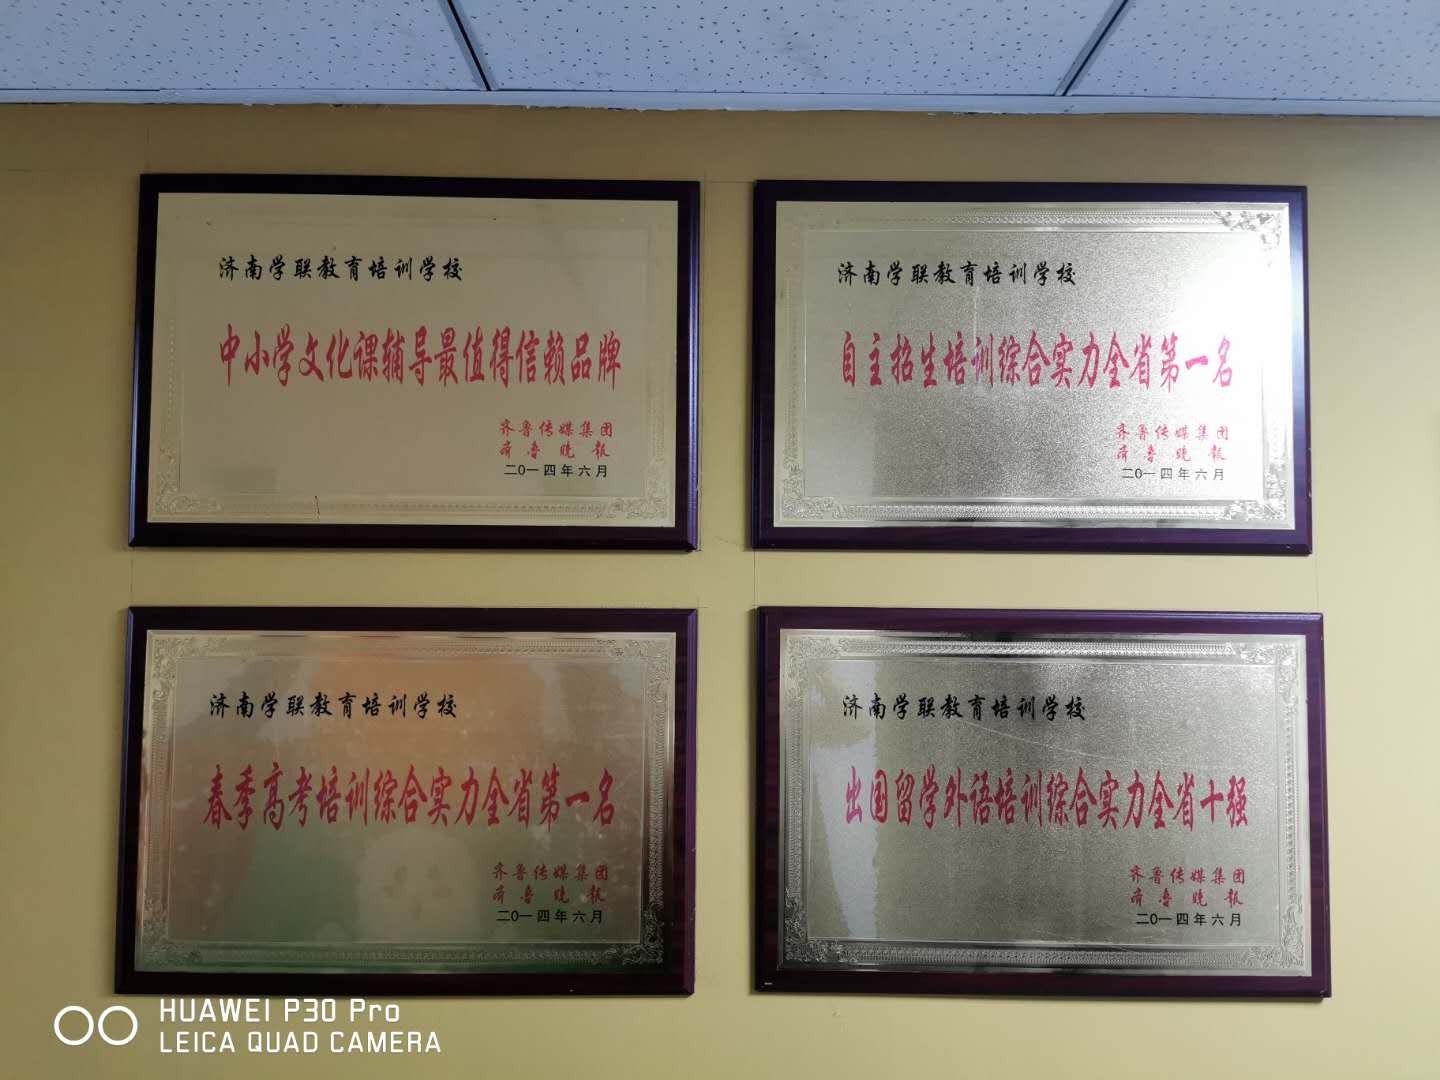 济南学联教育培训学校
中小学文化课辅导最值得信赖品牌
齐鲁传媒集团
齐鲁晚报
二0一四年六月
济南学联教育培训学校
自主招生培训综合实力全省第一名
齐鲁传媒集团
齐鲁晚报
二0一四年六月
济南学联教育培训学校
春季高考培训综合实力全省第一名
齐鲁传媒集团
齐鲁晚报
二0一四年六月
济南学联教育培训学校
出国留学外语培训综合实力全省十强
齐鲁传媒集团
齐鲁晚报
二0一四年六月
HUAWEI P30 Pro
LEICA QUAD CAMERA